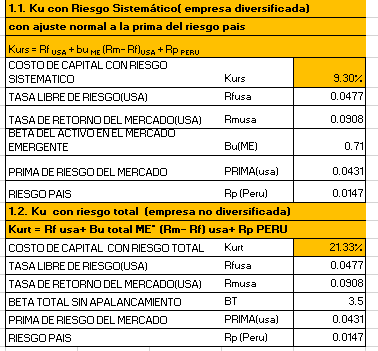 1.1. Ku con Riesgo Sistemático( empresa diversificada)
con ajuste normal a la prima del riesgo pais
Kurs = Rf USA + bu ME (Rm- Rf)USA + Rp PERU
COSTO DE CAPITAL CON RIESGO
SISTEMATICO Kurs 9.30%
TASA LIBRE DE RIESGO(USA) Rfusa 0.0477
TASA DE RETORNO DEL MERCADO(USA) Rmusa 0.0908
BETA DEL ACTIVO EN EL MERCADO
EMERGENTE Bu(ME) 0.71
PRIMA DE RIESGO DEL MERCADO PRIMA(usa) 0.0431
RIESGO PAIS Rp (Peru) 0.0147
1.2. Ku con riesgo total (empresa no diversificada)
Kurt = Rf usa+ Bu total ME* (Rm- Rf) usa+ Rp PERU
COSTO DE CAPITAL CON RIESGO TOTAL Kurt 21.33%
TASA LIBRE DE RIESGO(USA) Rfusa 0.0477
TASA DE RETORNO DEL MERCADO(USA) Rmusa 0.0908
BETA TOTAL SIN APALANCAMIENTO BT 3.5
PRIMA DE RIESGO DEL MERCADO PRIMA(usa) 0.0431
RIESGO PAIS Rp (Peru) 0.0147